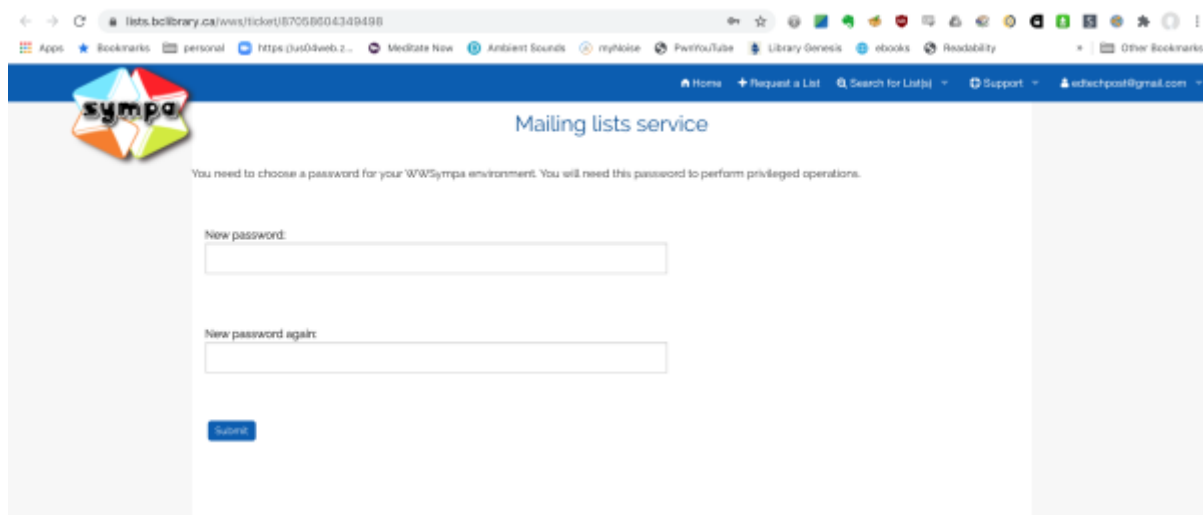 lists.bclibrary.ca/wws/ticket/87058604349498
Apps Bookmarks personal https://us04web.z... Meditate Now Ambient Sounds myNoise PwnYouTube Library Genesis ebooks Readability » Other Bookmarks
sympa
Home Request a List Search for List(s) Support edtechpost@gmail.com
Mailing lists service
You need to choose a password for your WWSympa environment. You will need this password to perform privileged operations.
New password:
New password again:
Submit